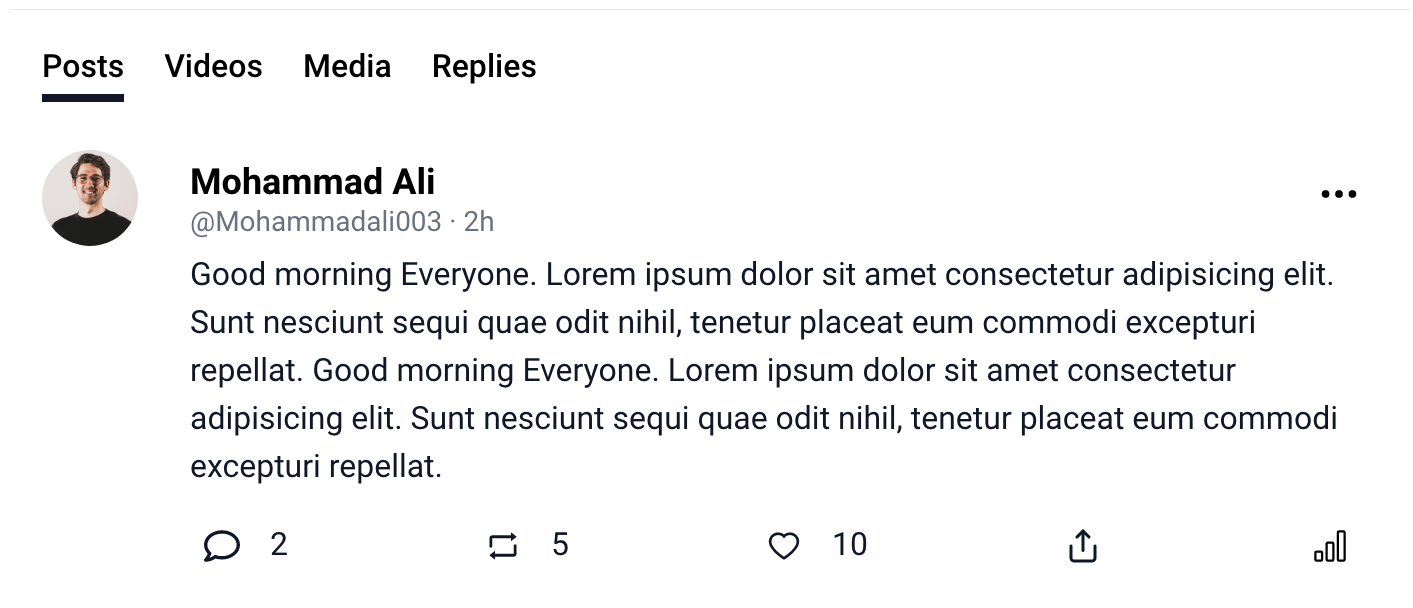 Posts Videos Media Replies
Mohammad Ali
@Mohammadali003 · 2h
Good morning Everyone. Lorem ipsum dolor sit amet consectetur adipisicing elit.
Sunt nesciunt sequi quae odit nihil, tenetur placeat eum commodi excepturi
repellat. Good morning Everyone. Lorem ipsum dolor sit amet consectetur
adipisicing elit. Sunt nesciunt sequi quae odit nihil, tenetur placeat eum commodi
excepturi repellat.
2 5 10